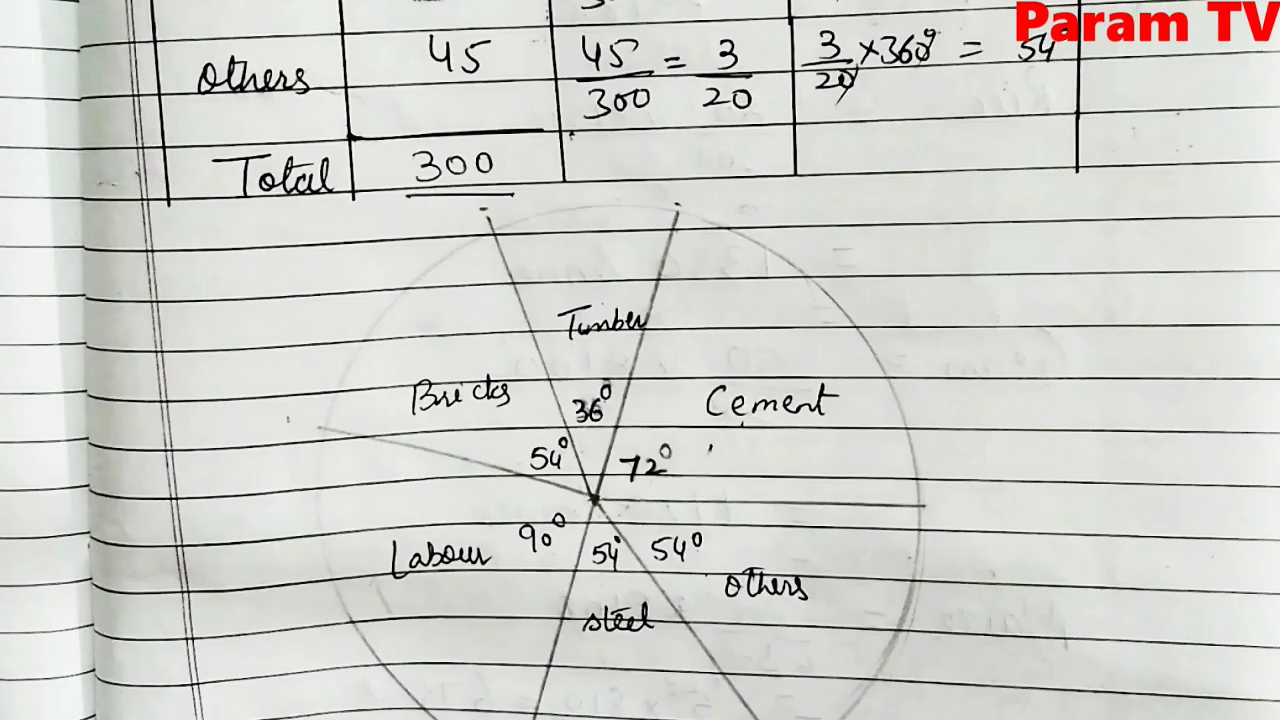 Param TV
others 45 45/300 = 3/20 3/20 × 360° = 54
Total 300
Timber
Bricks 36° Cement
54° 72°
Labour 90° 54° 54°
others
steel